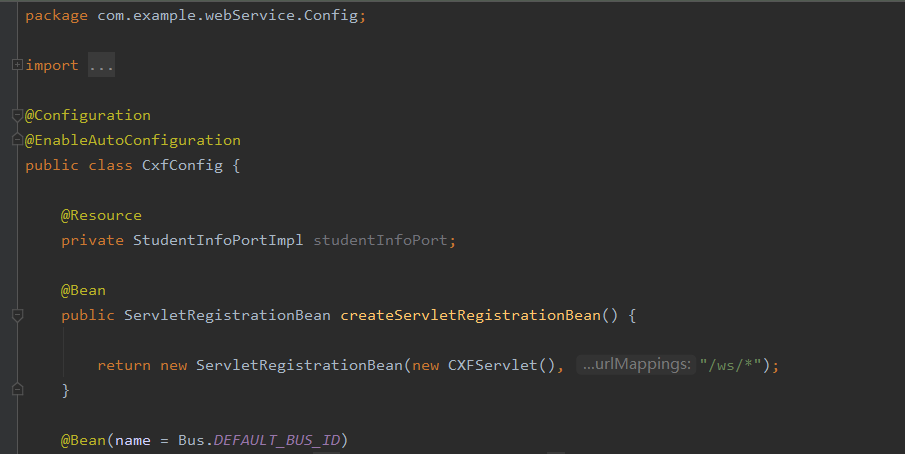 package com.example.webService.Config;
import ...
@Configuration
@EnableAutoConfiguration
public class CxfConfig {
@Resource
private StudentInfoPortImpl studentInfoPort;
@Bean
public ServletRegistrationBean createServletRegistrationBean() {
return new ServletRegistrationBean(new CXFServlet(), ...urlMappings: "/ws/*");
}
@Bean(name = Bus.DEFAULT_BUS_ID)